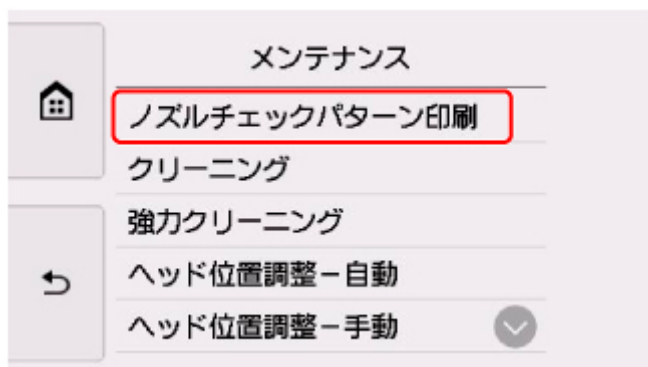 メンテナンス
ノズルチェックパターン印刷
クリーニング
強力クリーニング
ヘッド位置調整－自動
ヘッド位置調整－手動